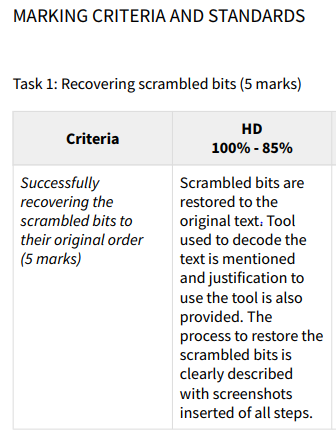 MARKING CRITERIA AND STANDARDS
Task 1: Recovering scrambled bits (5 marks)
Criteria
HD
100% - 85%
Successfully
recovering the
scrambled bits to
their original order
(5 marks)
Scrambled bits are
restored to the
original text. Tool
used to decode the
text is mentioned
and justification to
use the tool is also
provided. The
process to restore the
scrambled bits is
clearly described
with screenshots
inserted of all steps.